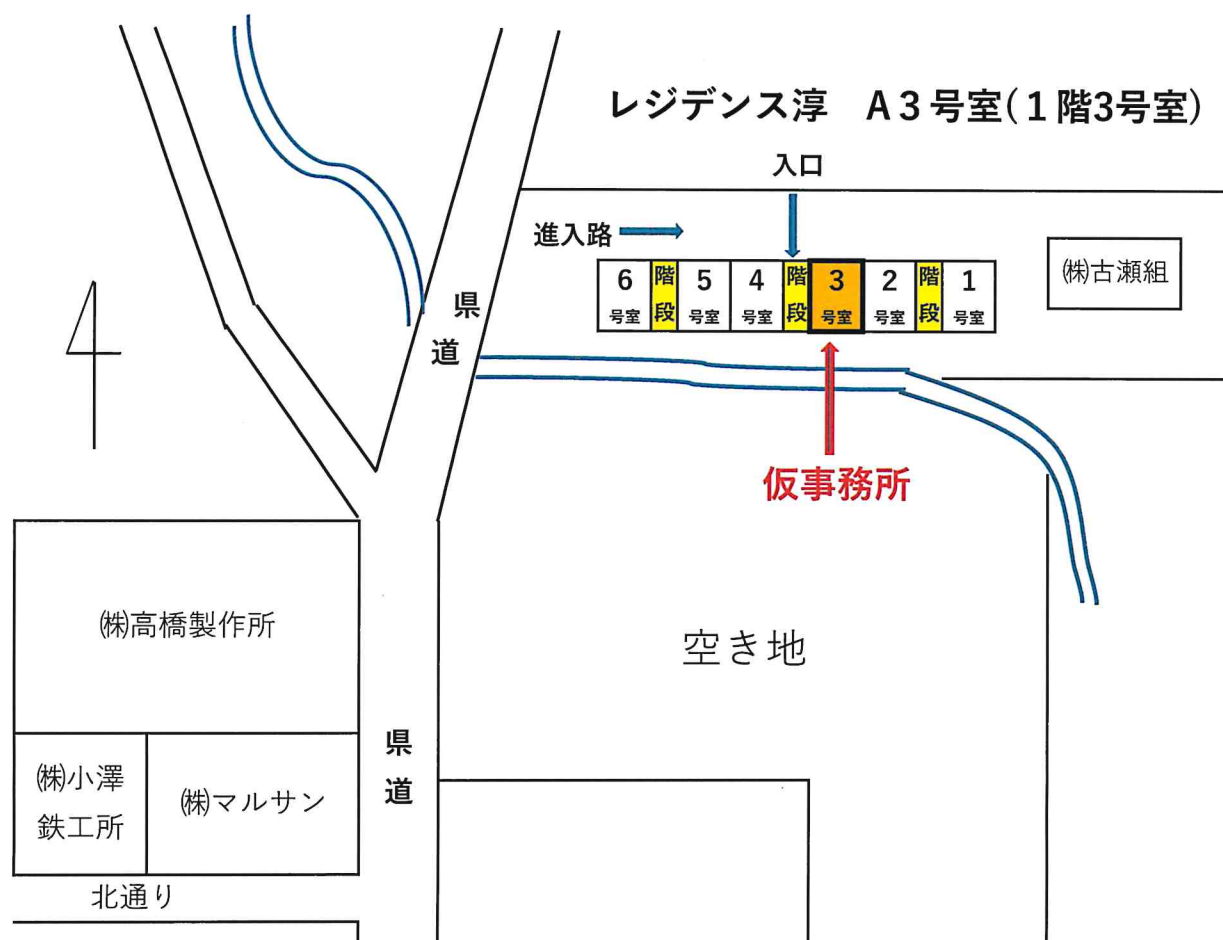 レジデンス淳　A３号室(１階3号室)
入口
進入路
6 階 5 4 階 3 2 階 1
号室 段 号室 号室 段 号室 号室 段 号室
㈱古瀬組
県
道
仮事務所
㈱高橋製作所
空き地
県
道
㈱小澤
鉄工所
㈱マルサン
北通り